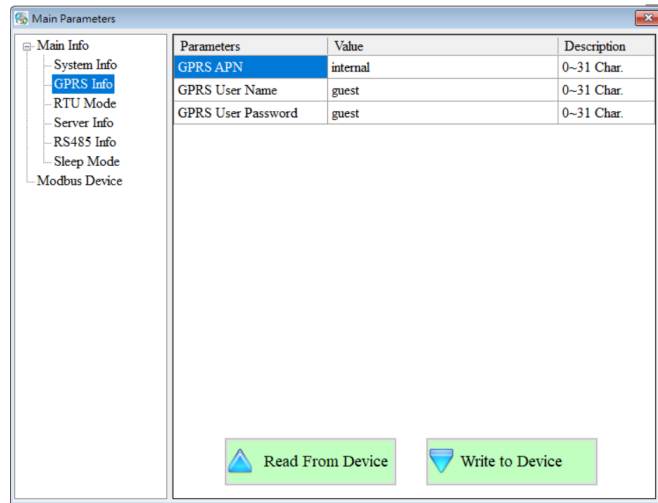 Main Parameters
Main Info
System Info
GPRS Info
RTU Mode
Server Info
RS485 Info
Sleep Mode
Modbus Device
Parameters Value Description
GPRS APN internal 0~31 Char.
GPRS User Name guest 0~31 Char.
GPRS User Password guest 0~31 Char.
Read From Device Write to Device